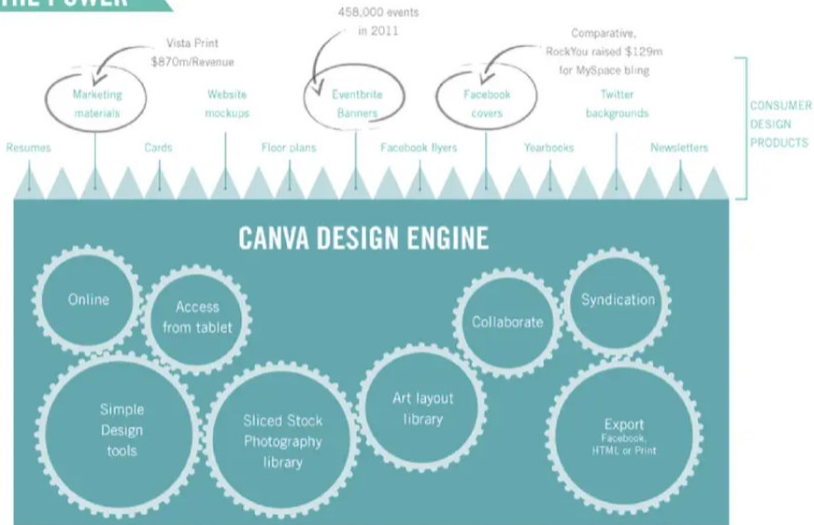 THE POWER
458,000 events
in 2011
Vista Print
$870m/Revenue
Comparative,
RockYou raised $129m
for MySpace bling
Marketing
materials
Website
mockups
Eventbrite
Banners
Facebook
covers
Twitter
backgrounds
CONSUMER
DESIGN
PRODUCTS
Resumes
Cards
Floor plans
Facebook flyers
Yearbooks
Newsletters
CANVA DESIGN ENGINE
Online
Access
from tablet
Collaborate
Syndication
Simple
Design
tools
Sliced Stock
Photography
library
Art layout
library
Export
Facebook,
HTML or Print